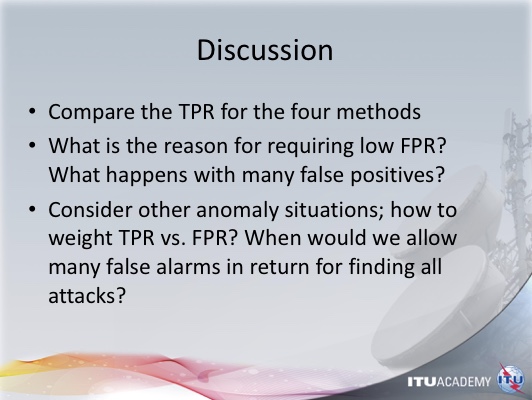 Discussion
• Compare the TPR for the four methods
• What is the reason for requiring low FPR?
What happens with many false positives?
• Consider other anomaly situations; how to
weight TPR vs. FPR? When would we allow
many false alarms in return for finding all
attacks?
ITUACADEMY ITU